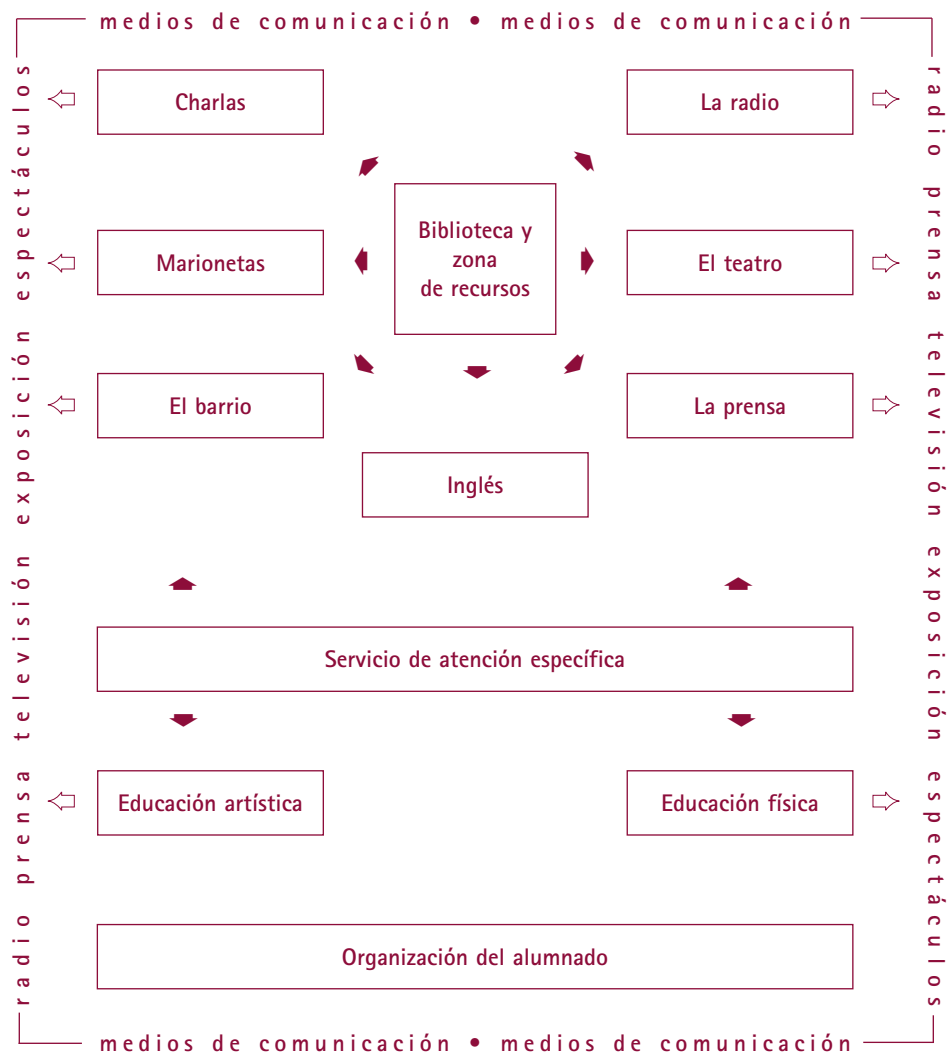 medios de comunicación • medios de comunicación
radio prensa televisión exposición espectáculos
radio prensa televisión exposición espectáculos
Charlas
La radio
Biblioteca y
zona
de recursos
Marionetas
El teatro
El barrio
La prensa
Inglés
Servicio de atención específica
Educación artística
Educación física
Organización del alumnado
medios de comunicación • medios de comunicación